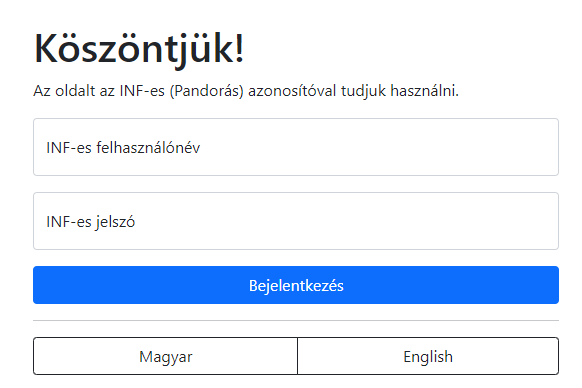 Köszöntjük!
Az oldalt az INF-es (Pandorás) azonosítóval tudjuk használni.
INF-es felhasználónév
INF-es jelszó
Bejelentkezés
Magyar English